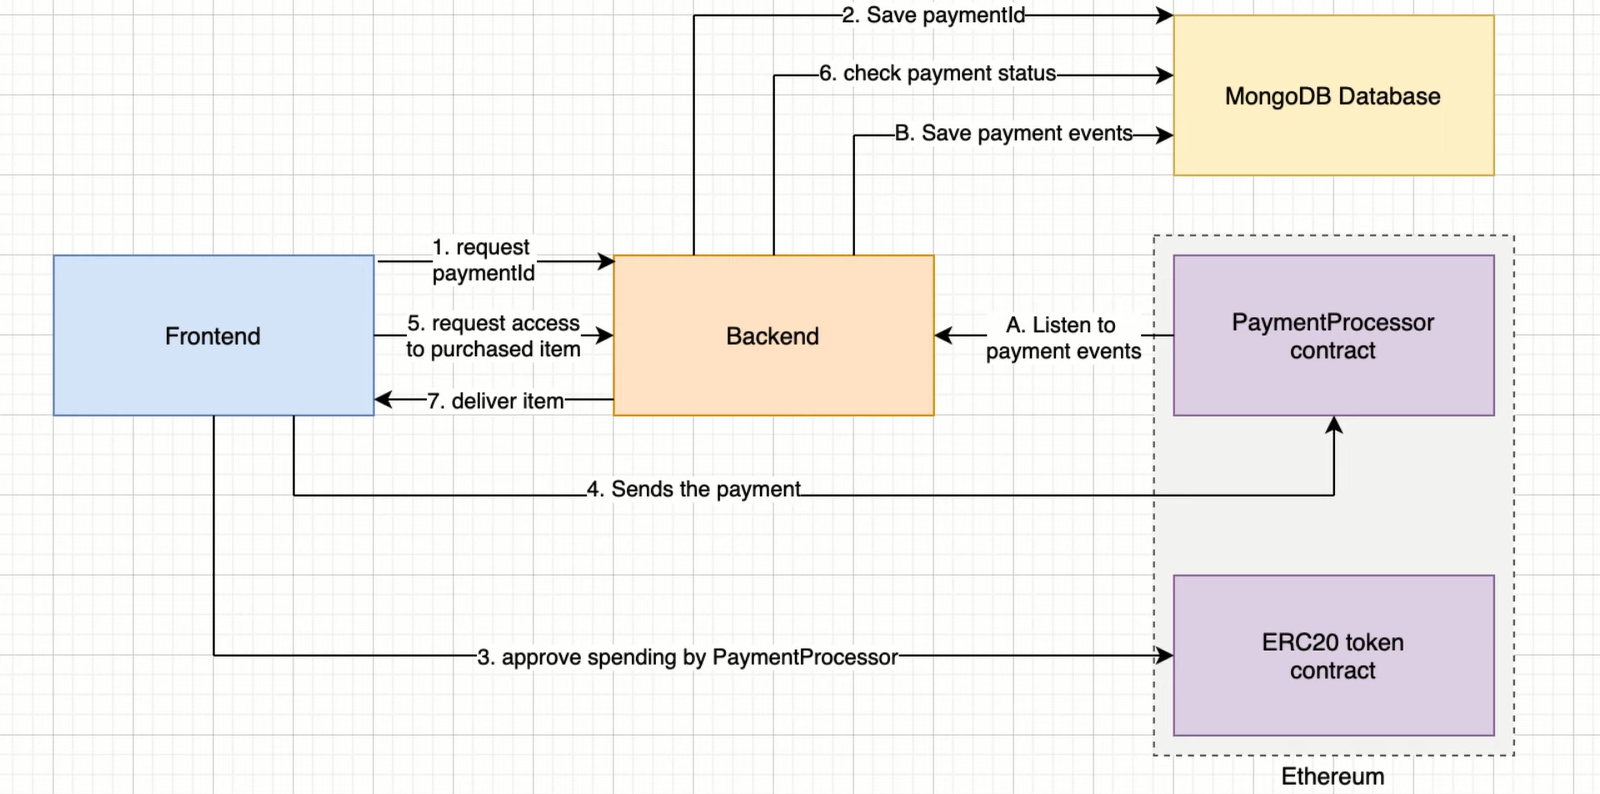 2. Save paymentId
6. check payment status
MongoDB Database
B. Save payment events
1. request
paymentId
Frontend
5. request access
to purchased item
Backend
A. Listen to
payment events
PaymentProcessor
contract
7. deliver item
4. Sends the payment
3. approve spending by PaymentProcessor
ERC20 token
contract
Ethereum